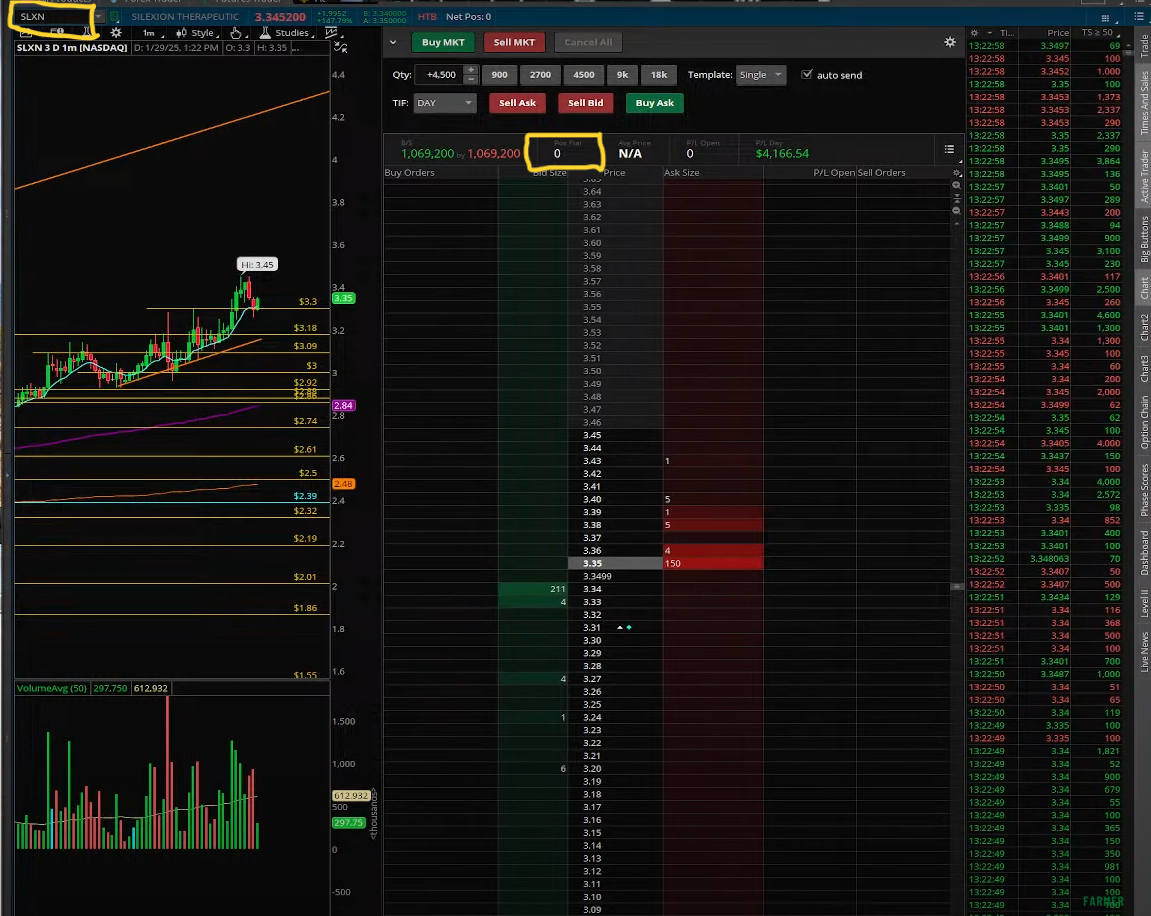 SLXN
SILEXION THERAPEUTIC
3.345200
+1.9952
+147.79%
B: 3.340000
A: 3.350000
HTB
Net Pos: 0
1m
Style
Studies
SLXN 3 D 1m [NASDAQ]
D: 1/29/25, 1:22 PM
O: 3.3
H: 3.35
Hi: 3.45
$3.3
$3.18
$3.09
$3
$2.92
$2.86
$2.74
$2.61
$2.5
$2.39
$2.32
$2.19
$2.01
$1.86
$1.55
4.4
4.2
4
3.8
3.6
3.4
3.35
3.2
3
2.84
2.8
2.6
2.48
2.4
2.2
2
1.8
1.6
VolumeAvg (50)
297.750
612.932
1,500
1,000
612.932
500
297.75
0
-500
<thousands>
Buy MKT
Sell MKT
Cancel All
Qty:
+4,500
900
2700
4500
9k
18k
Template:
Single
auto send
TIF:
DAY
Sell Ask
Sell Bid
Buy Ask
B/S
Avg Price
P/L Open
P/L Day
1,069,200 by 1,069,200
0
N/A
0
$4,166.54
Buy Orders
Bid Size
Price
Ask Size
P/L Open
Sell Orders
3.64
3.63
3.62
3.61
3.60
3.59
3.58
3.57
3.56
3.55
3.54
3.53
3.52
3.51
3.50
3.49
3.48
3.47
3.46
3.45
3.44
3.43 1
3.42
3.41
3.40 5
3.39 1
3.38 5
3.37
3.36 4
3.35 150
3.3499
211 3.34
4 3.33
3.32
3.31
3.30
3.29
3.28
4 3.27
3.26
3.25
1 3.24
3.23
3.22
3.21
6 3.20
3.19
3.18
3.17
3.16
3.15
3.14
3.13
3.12
3.11
3.10
3.09
Ti...
Price
TS ≥ 50
13:22:58 3.3497 69
13:22:58 3.345 100
13:22:58 3.3452 1,000
13:22:58 3.345 100
13:22:58 3.3453 1,373
13:22:58 3.3453 2,337
13:22:58 3.3453 290
13:22:58 3.35 2,337
13:22:58 3.35 290
13:22:58 3.3495 3,864
13:22:58 3.3495 136
13:22:57 3.3401 50
13:22:57 3.3497 289
13:22:57 3.3443 200
13:22:57 3.3488 94
13:22:57 3.3499 900
13:22:57 3.345 3,100
13:22:57 3.345 230
13:22:56 3.3401 117
13:22:56 3.3499 2,500
13:22:56 3.345 260
13:22:55 3.3401 4,600
13:22:55 3.3401 1,300
13:22:55 3.34 1,300
13:22:55 3.345 100
13:22:55 3.34 60
13:22:54 3.34 200
13:22:54 3.345 2,000
13:22:54 3.3499 62
13:22:54 3.35 62
13:22:54 3.345 100
13:22:54 3.3405 4,000
13:22:54 3.3437 150
13:22:54 3.345 100
13:22:53 3.34 4,000
13:22:53 3.34 2,572
13:22:53 3.335 98
13:22:53 3.34 852
13:22:53 3.3401 400
13:22:53 3.3401 100
13:22:52 3.348063 70
13:22:52 3.3407 50
13:22:52 3.3407 500
13:22:51 3.3434 129
13:22:51 3.34 116
13:22:51 3.34 368
13:22:51 3.34 500
13:22:51 3.34 100
13:22:51 3.3401 700
13:22:51 3.3487 1,000
13:22:50 3.34 51
13:22:50 3.34 65
13:22:50 3.34 119
13:22:49 3.335 100
13:22:49 3.335 100
13:22:49 3.34 1,821
13:22:49 3.34 52
13:22:49 3.34 900
13:22:49 3.34 679
13:22:49 3.34 55
13:22:49 3.34 100
13:22:49 3.34 365
13:22:49 3.34 150
13:22:49 3.34 350
13:22:49 3.34 981
13:22:49 3.34 100
13:22:49 3.34 100
13:22:49 3.34 100
Trade
Times And Sales
Active Trader
Big Buttons
Chart
Chart2
Chart3
Option Chain
Phase Scores
Dashboard
Level II
Live News
FARMER